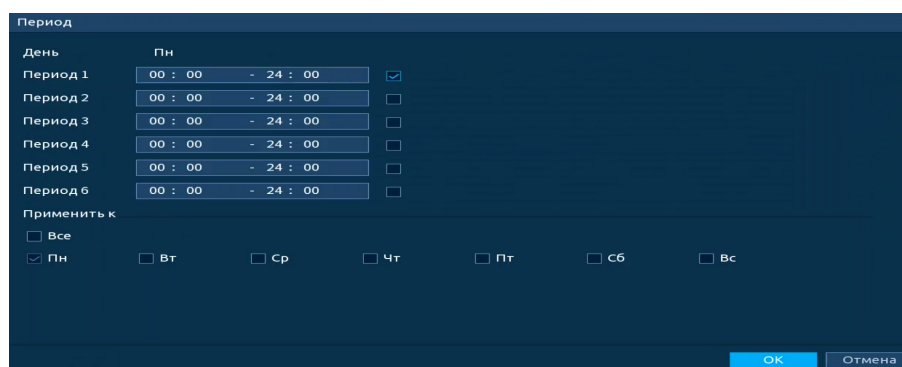 Период
День Пн
Период 1 00 : 00 - 24 : 00
Период 2 00 : 00 - 24 : 00
Период 3 00 : 00 - 24 : 00
Период 4 00 : 00 - 24 : 00
Период 5 00 : 00 - 24 : 00
Период 6 00 : 00 - 24 : 00
Применить к
Все
Пн Вт Ср Чт Пт Сб Вс
OK Отмена